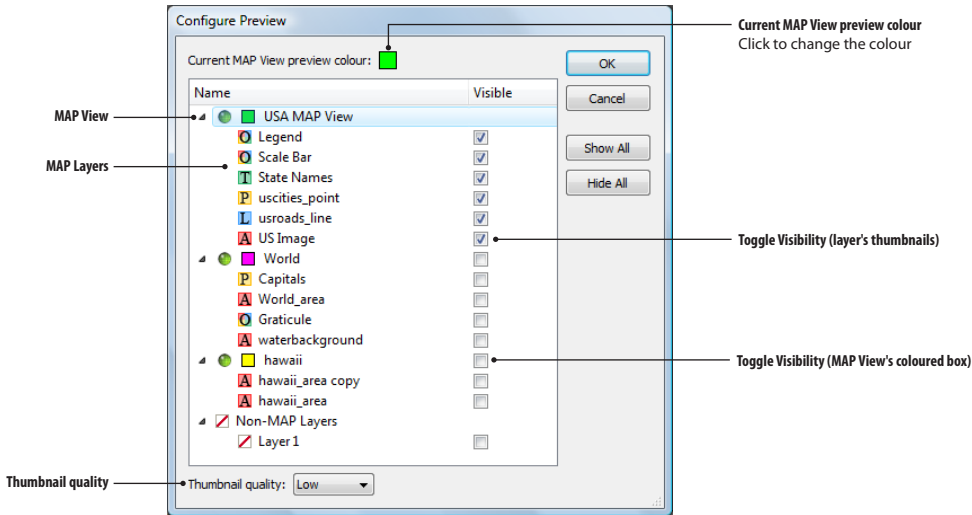 Configure Preview
Current MAP View preview colour
Click to change the colour
Current MAP View preview colour:
OK
Name Visible
Cancel
MAP View
USA MAP View
O Legend
Show All
MAP Layers
O Scale Bar
T State Names
Hide All
P uscities_point
L usroads_line
A US Image
Toggle Visibility (layer's thumbnails)
World
P Capitals
A World_area
O Graticule
A waterbackground
hawaii
Toggle Visibility (MAP View's coloured box)
A hawaii_area copy
A hawaii_area
Non-MAP Layers
Layer 1
Thumbnail quality
Thumbnail quality: Low